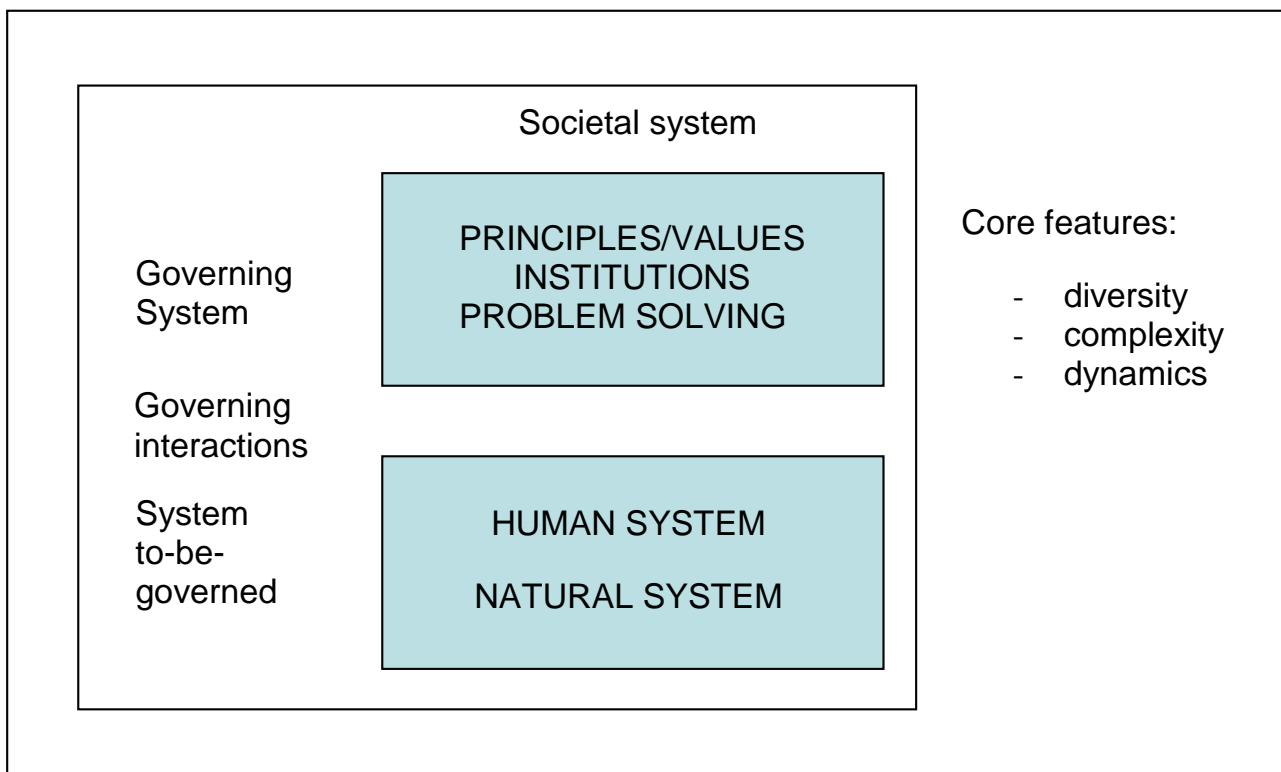 Societal system
Governing
System
PRINCIPLES/VALUES
INSTITUTIONS
PROBLEM SOLVING
Governing
interactions
System
to-be-
governed
HUMAN SYSTEM
NATURAL SYSTEM
Core features:
- diversity
- complexity
- dynamics